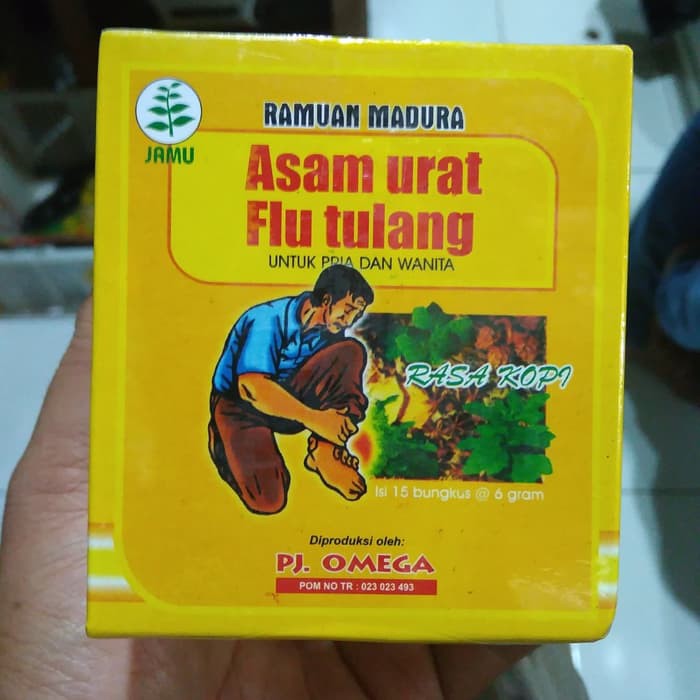 JAMU
RAMUAN MADURA
Asam urat
Flu tulang
UNTUK PRIA DAN WANITA
RASA KOPI
Isi 15 bungkus @ 6 gram
Diproduksi oleh:
PJ. OMEGA
POM NO TR : 023 023 493